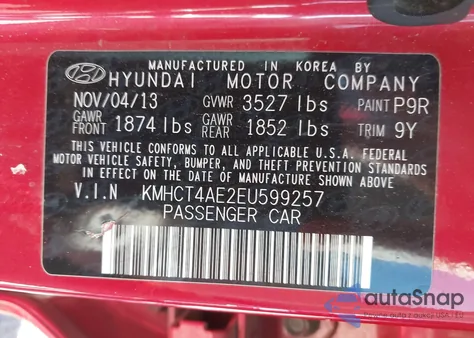 MANUFACTURED IN KOREA BY
HYUNDAI MOTOR COMPANY
NOV/04/13 GVWR 3527 lbs PAINT P9R
GAWR FRONT 1874 lbs GAWR REAR 1852 lbs TRIM 9Y
THIS VEHICLE CONFORMS TO ALL APPLICABLE U.S.A. FEDERAL
MOTOR VEHICLE SAFETY, BUMPER, AND THEFT PREVENTION STANDARDS
IN EFFECT ON THE DATE OF MANUFACTURE SHOWN ABOVE.
V.I.N KMHCT4AE2EU599257
PASSENGER CAR
autoSnap